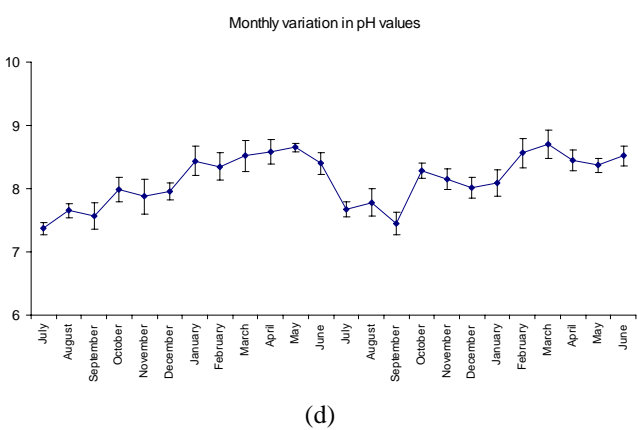 Monthly variation in pH values
10
9
8
7
6
July
August
September
October
November
December
January
February
March
April
May
June
July
August
September
October
November
December
January
February
March
April
May
June
(d)